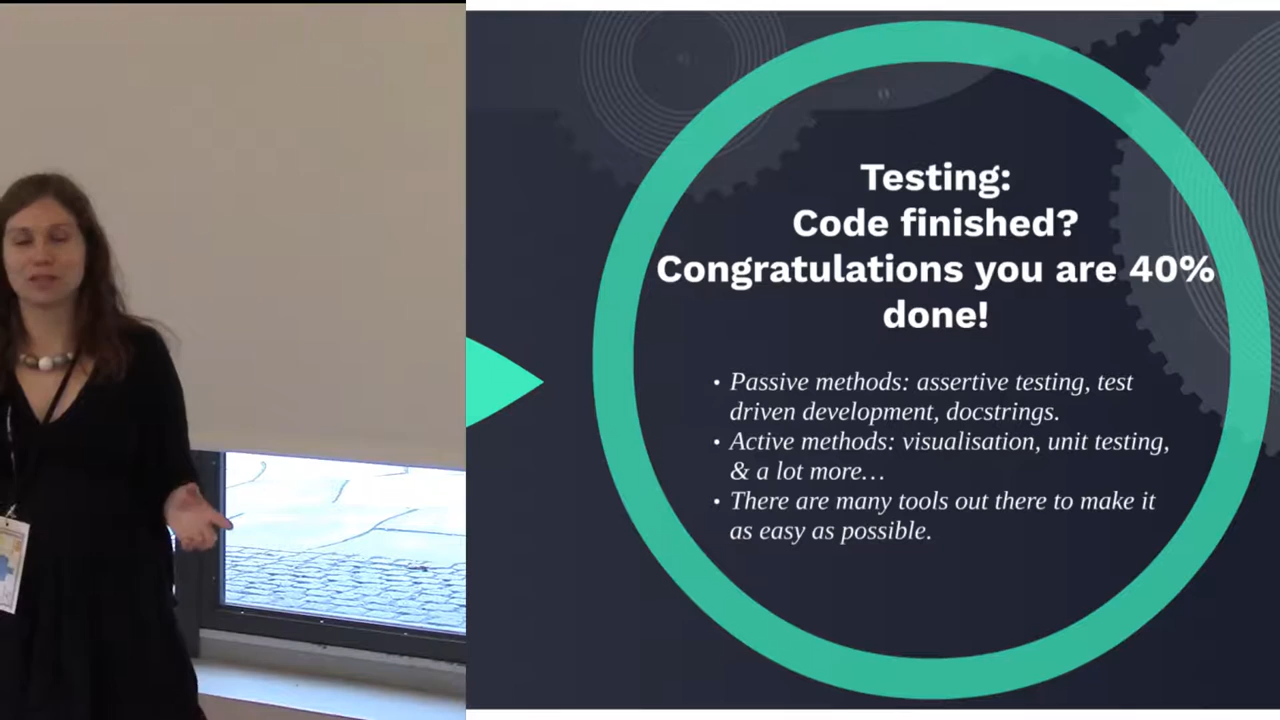 Testing:
Code finished?
Congratulations you are 40%
done!
• Passive methods: assertive testing, test
driven development, docstrings.
• Active methods: visualisation, unit testing,
& a lot more…
• There are many tools out there to make it
as easy as possible.